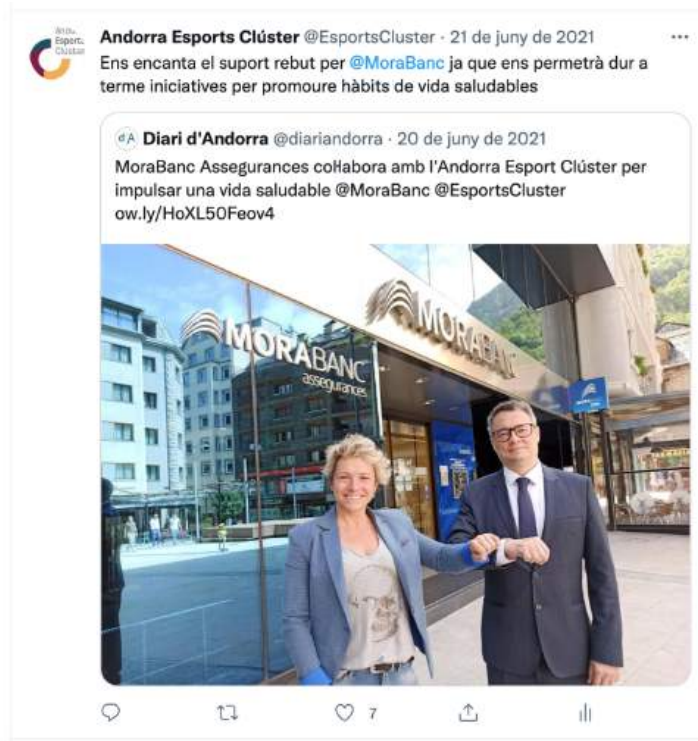 Andorra Esports Clúster @EsportsCluster · 21 de juny de 2021
Ens encanta el suport rebut per @MoraBanc ja que ens permetrà dur a
terme iniciatives per promoure hàbits de vida saludables
Diari d'Andorra @diariandorra · 20 de juny de 2021
MoraBanc Assegurances col·labora amb l'Andorra Esport Clúster per
impulsar una vida saludable @MoraBanc @EsportsCluster
ow.ly/HoXL50Feov4
MORABANC
assegurances
MORABANC
7